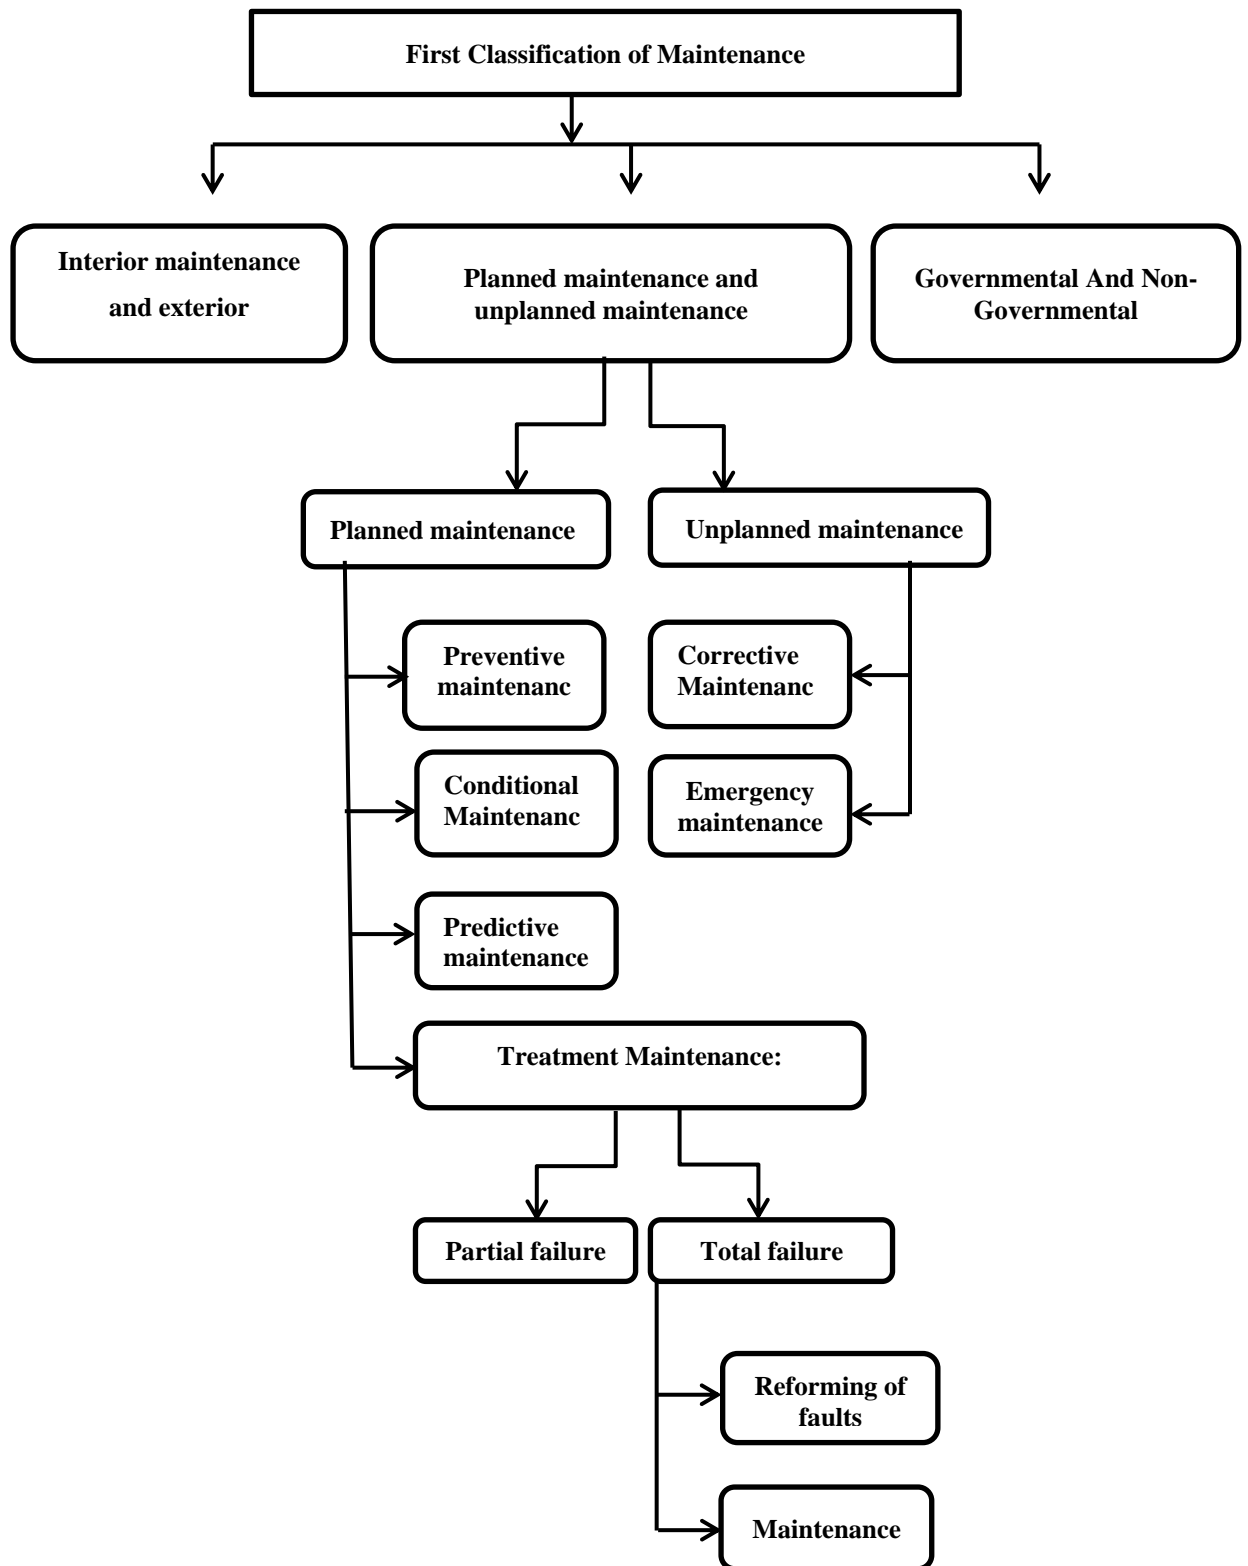 First Classification of Maintenance
Interior maintenance
and exterior
Planned maintenance and
unplanned maintenance
Governmental And Non-
Governmental
Planned maintenance
Unplanned maintenance
Preventive
maintenanc
Corrective
Maintenanc
Conditional
Maintenanc
Emergency
maintenance
Predictive
maintenance
Treatment Maintenance:
Partial failure
Total failure
Reforming of
faults
Maintenance